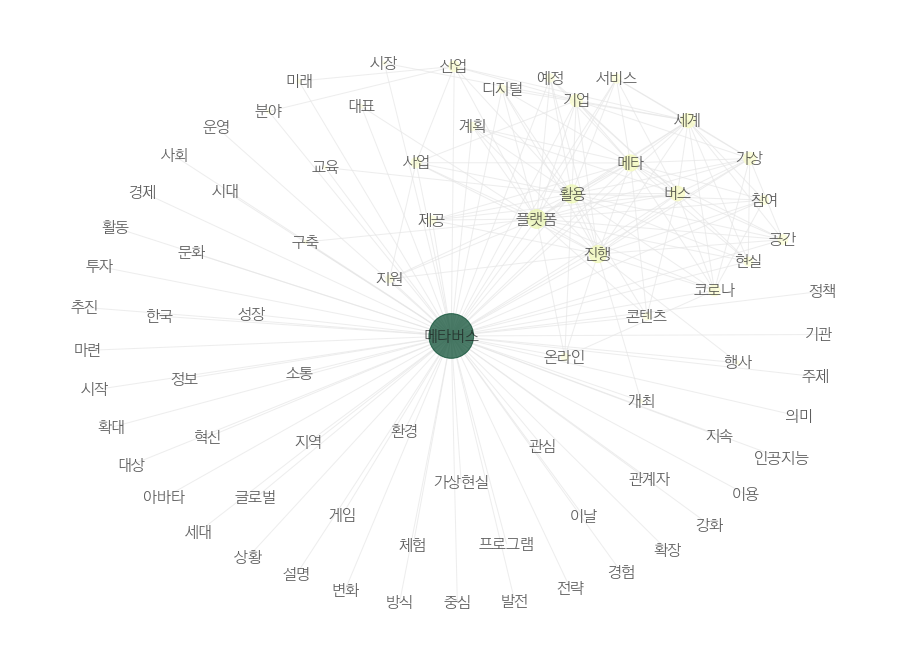 시장
산업
미래
예정
서비스
디지털
기업
분야
대표
운영
계획
세계
사회
교육
사업
메타
가상
경제
시대
활용
버스
참여
활동
제공
플랫폼
문화
구축
진행
공간
투자
지원
현실
추진
한국
성장
코로나
정책
콘텐츠
메타버스
기관
마련
온라인
행사
시작
정보
소통
주제
확대
혁신
지역
환경
개최
의미
대상
관심
지속
인공지능
아바타
글로벌
가상현실
관계자
이용
세대
게임
이날
강화
상황
체험
프로그램
확장
설명
변화
경험
방식
중심
발전
전략